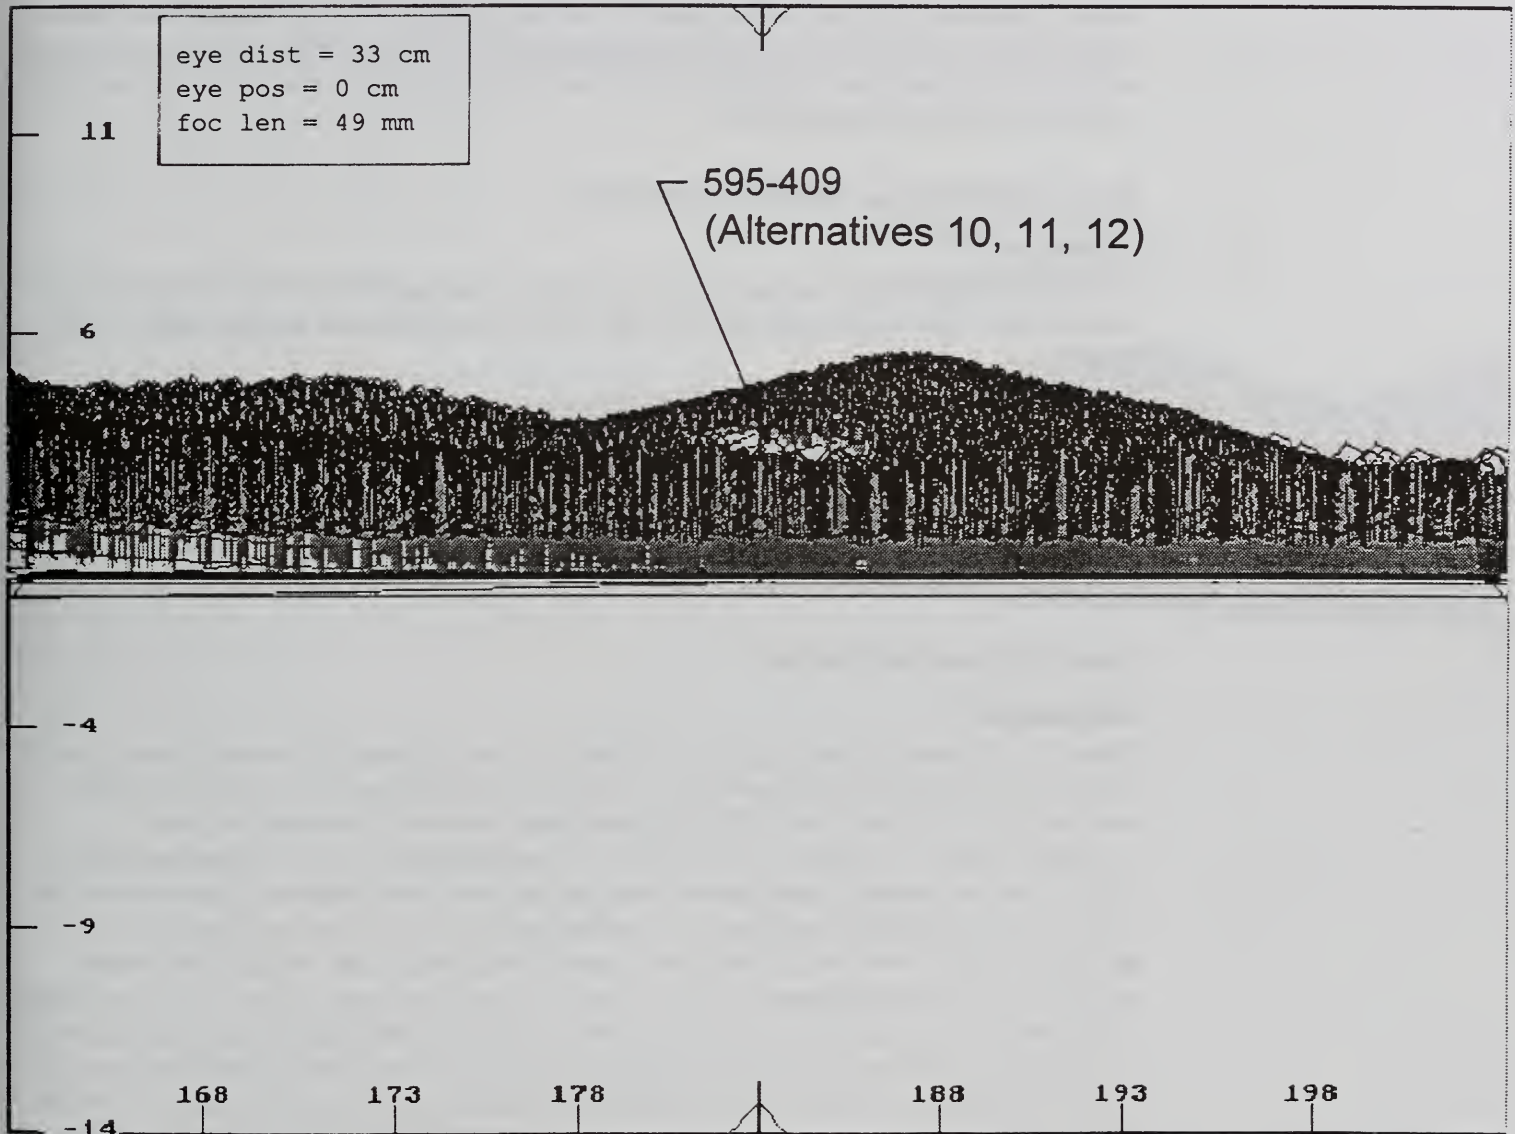 eye dist = 33 cm
eye pos = 0 cm
foc len = 49 mm
11
595-409
(Alternatives 10, 11, 12)
6
-4
-9
168 173 178 188 193 198
-14